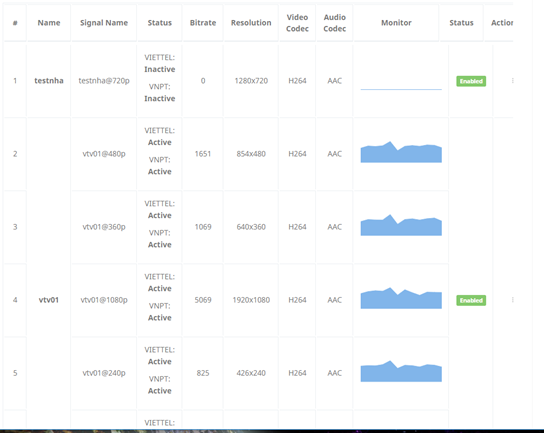 # Name Signal Name Status Bitrate Resolution Video Codec Audio Codec Monitor Status Action
1 testnha testnha@720p VIETTEL: Inactive VNPT: Inactive 0 1280x720 H264 AAC Enabled
2 vtv01@480p VIETTEL: Active VNPT: Active 1651 854x480 H264 AAC
3 vtv01@360p VIETTEL: Active VNPT: Active 1069 640x360 H264 AAC
4 vtv01 vtv01@1080p VIETTEL: Active VNPT: Active 5069 1920x1080 H264 AAC Enabled
5 vtv01@240p VIETTEL: Active VNPT: Active 825 426x240 H264 AAC
VIETTEL: